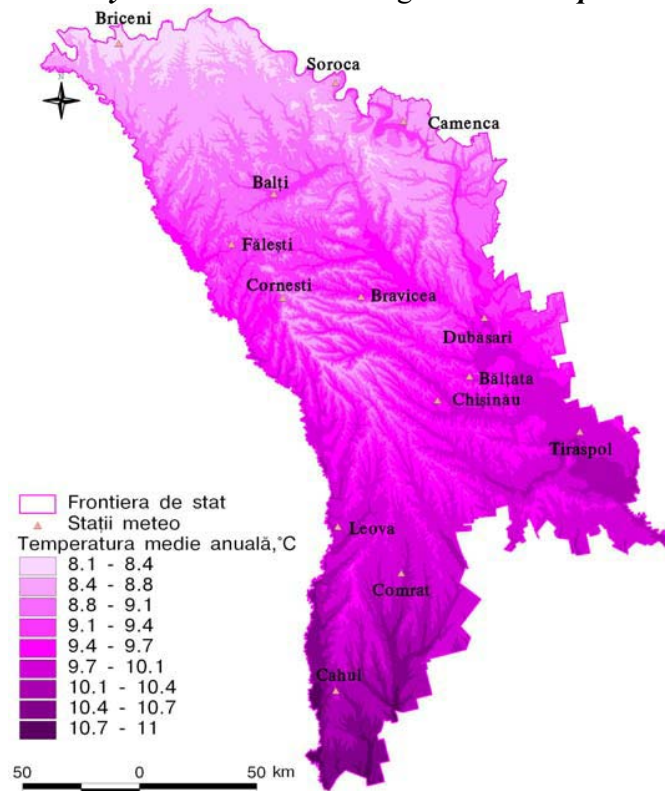 Briceni
Soroca
Camenca
Balți
Fălești
Cornesti
Bravicea
Dubăsari
Bălțata
Chișinău
Tiraspol
Leova
Comrat
Cahul
Frontiera de stat
Stații meteo
Temperatura medie anuală,°C
8.1 - 8.4
8.4 - 8.8
8.8 - 9.1
9.1 - 9.4
9.4 - 9.7
9.7 - 10.1
10.1 - 10.4
10.4 - 10.7
10.7 - 11
50 0 50 km